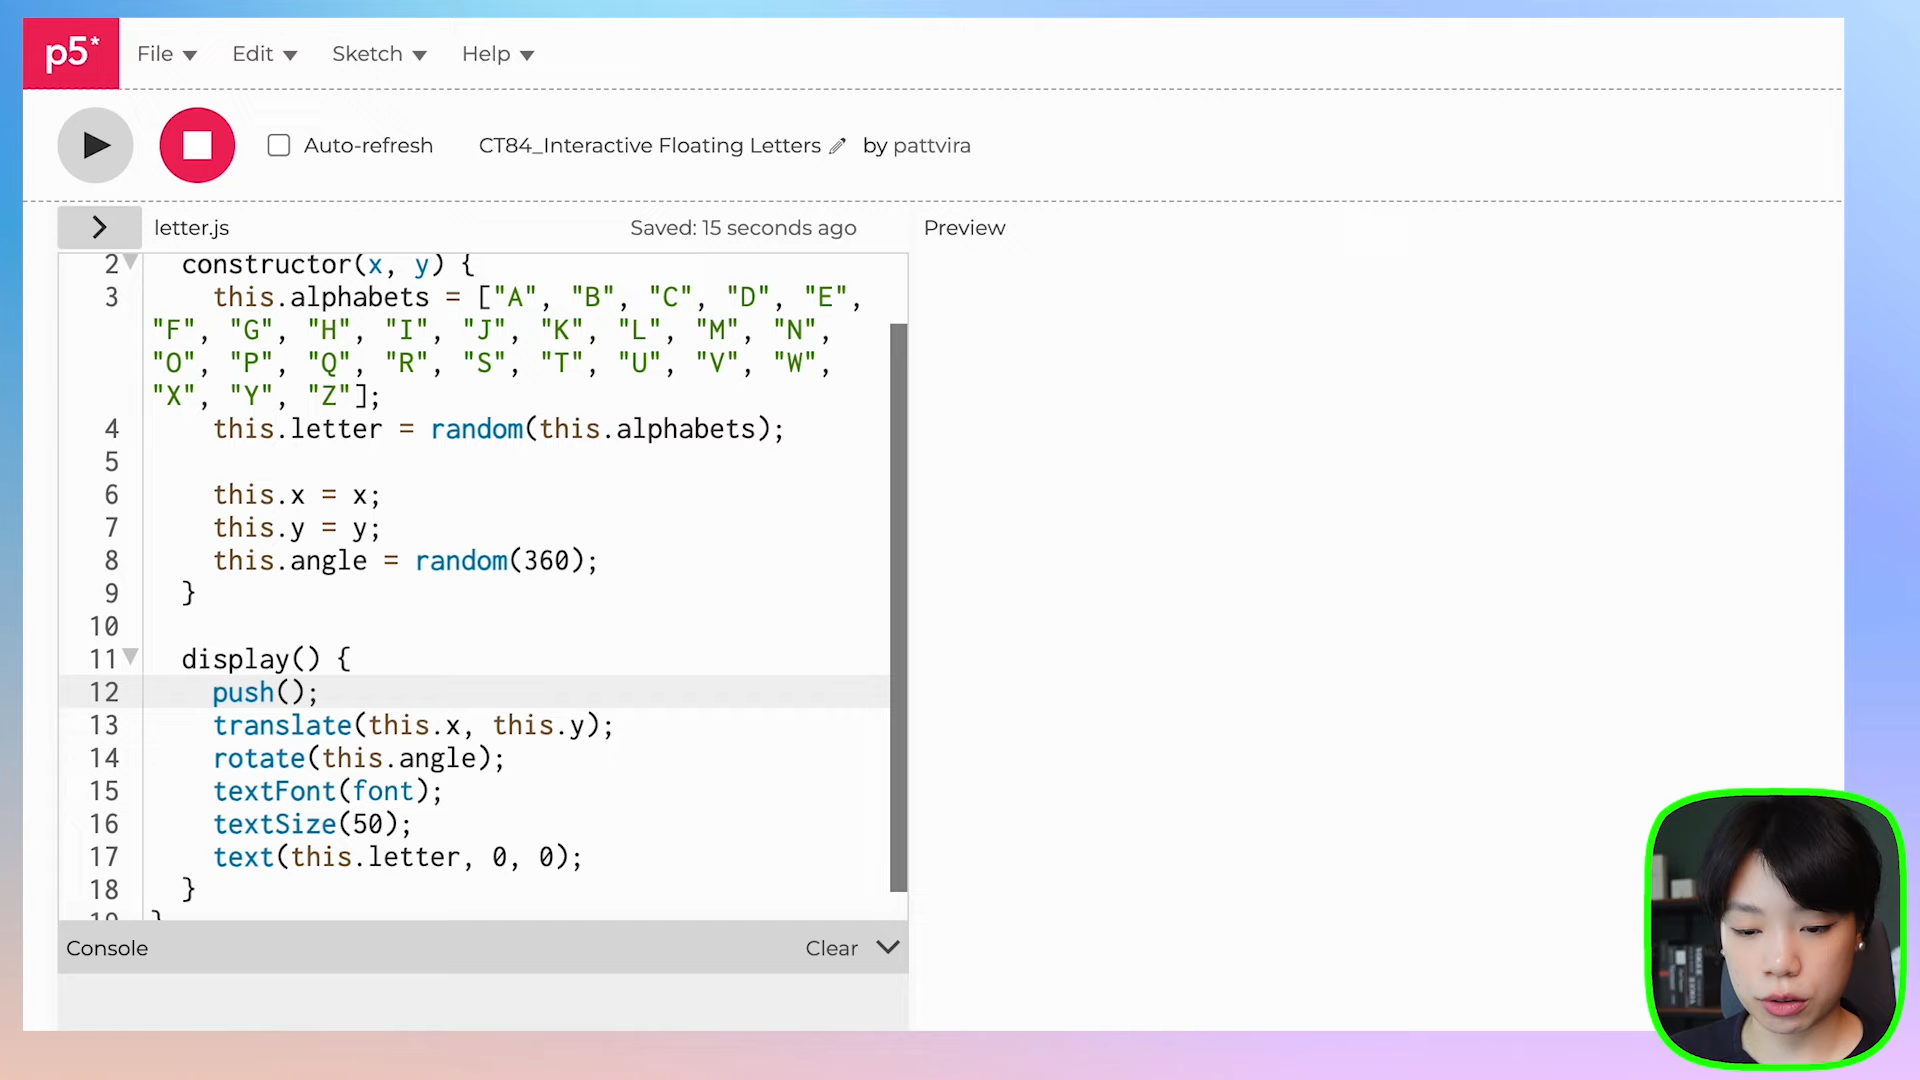 p5*
File Edit Sketch Help
Auto-refresh CT84_Interactive Floating Letters by pattvira
letter.js Saved: 15 seconds ago Preview
2 constructor(x, y) {
3 this.alphabets = ["A", "B", "C", "D", "E",
"F", "G", "H", "I", "J", "K", "L", "M", "N",
"O", "P", "Q", "R", "S", "T", "U", "V", "W",
"X", "Y", "Z"];
4 this.letter = random(this.alphabets);
5
6 this.x = x;
7 this.y = y;
8 this.angle = random(360);
9 }
10
11 display() {
12 push();
13 translate(this.x, this.y);
14 rotate(this.angle);
15 textFont(font);
16 textSize(50);
17 text(this.letter, 0, 0);
18 }
19 }
Console Clear